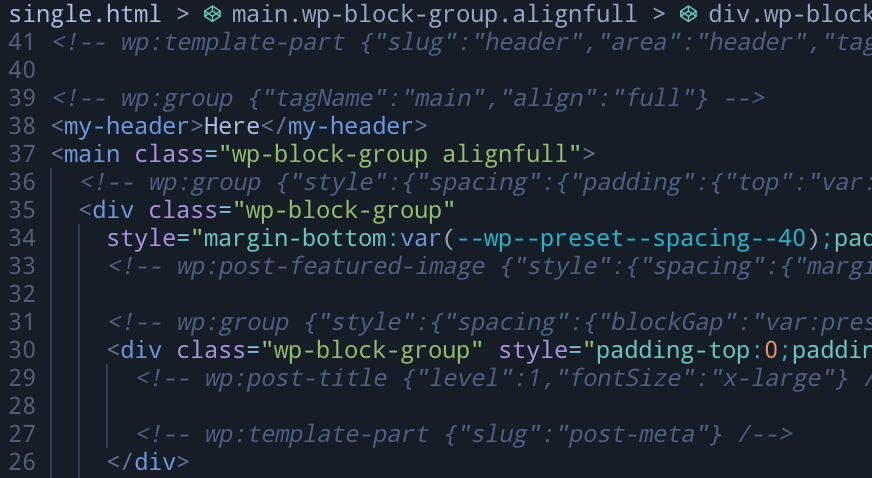 single.html > main.wp-block-group.alignfull > div.wp-block
41 <!-- wp:template-part {"slug":"header","area":"header","tag
40
39 <!-- wp:group {"tagName":"main","align":"full"} -->
38 <my-header>Here</my-header>
37 <main class="wp-block-group alignfull">
36 <!-- wp:group {"style":{"spacing":{"padding":{"top":"var:
35 <div class="wp-block-group"
34 style="margin-bottom:var(--wp--preset--spacing--40);pad
33 <!-- wp:post-featured-image {"style":{"spacing":{"margi
32
31 <!-- wp:group {"style":{"spacing":{"blockGap":"var:pres
30 <div class="wp-block-group" style="padding-top:0;paddin
29 <!-- wp:post-title {"level":1,"fontSize":"x-large"} /
28
27 <!-- wp:template-part {"slug":"post-meta"} /-->
26 </div>